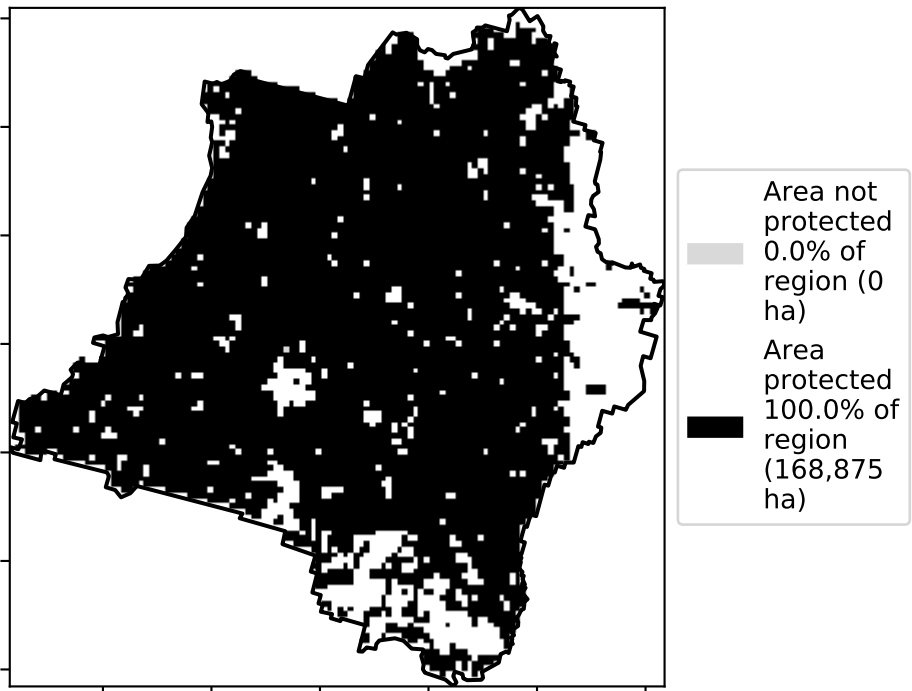 Area not
protected
0.0% of
region (0
ha)
Area
protected
100.0% of
region
(168,875
ha)